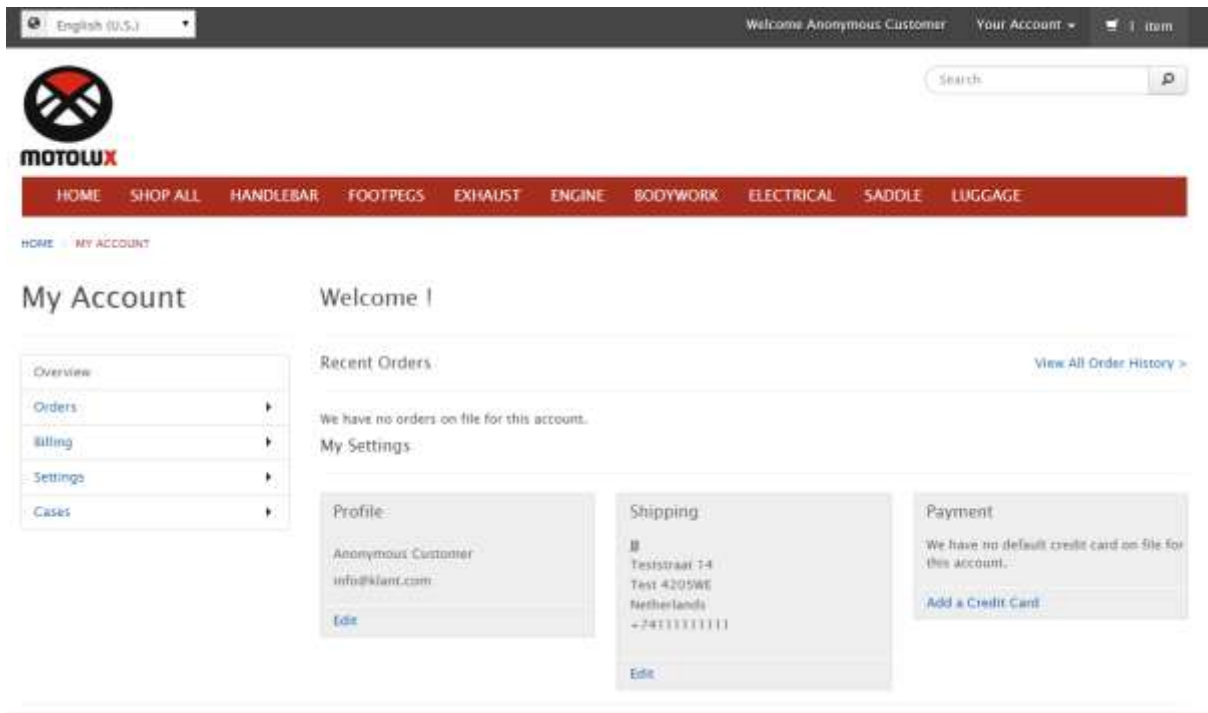 English (U.S.)
Welcome Anonymous Customer
Your Account
1 item
Search
MOTOLUX
HOME SHOP ALL HANDLEBAR FOOTPEGS EXHAUST ENGINE BODYWORK ELECTRICAL SADDLE LUGGAGE
HOME MY ACCOUNT
My Account
Overview
Orders
Billing
Settings
Cases
Welcome !
Recent Orders
View All Order History >
We have no orders on file for this account.
My Settings
Profile
Anonymous Customer
info@klant.com
Edit
Shipping
Teststraat 14
Test 4205WE
Netherlands
Edit
Payment
We have no default credit card on file for
this account.
Add a Credit Card